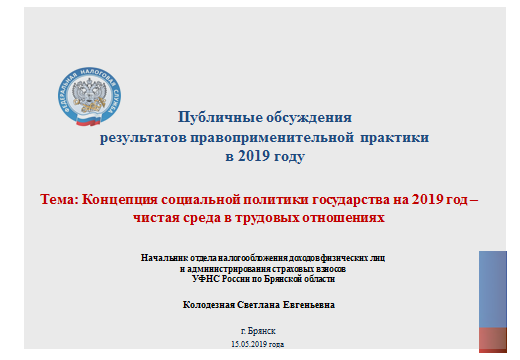 ФЕДЕРАЛЬНАЯ НАЛОГОВАЯ СЛУЖБА
Публичные обсуждения
результатов правоприменительной практики
в 2019 году
Тема: Концепция социальной политики государства на 2019 год –
чистая среда в трудовых отношениях
Начальник отдела налогообложения доходов физических лиц
и администрирования страховых взносов
УФНС России по Брянской области
Колодезная Светлана Евгеньевна
г. Брянск
15.05.2019 года